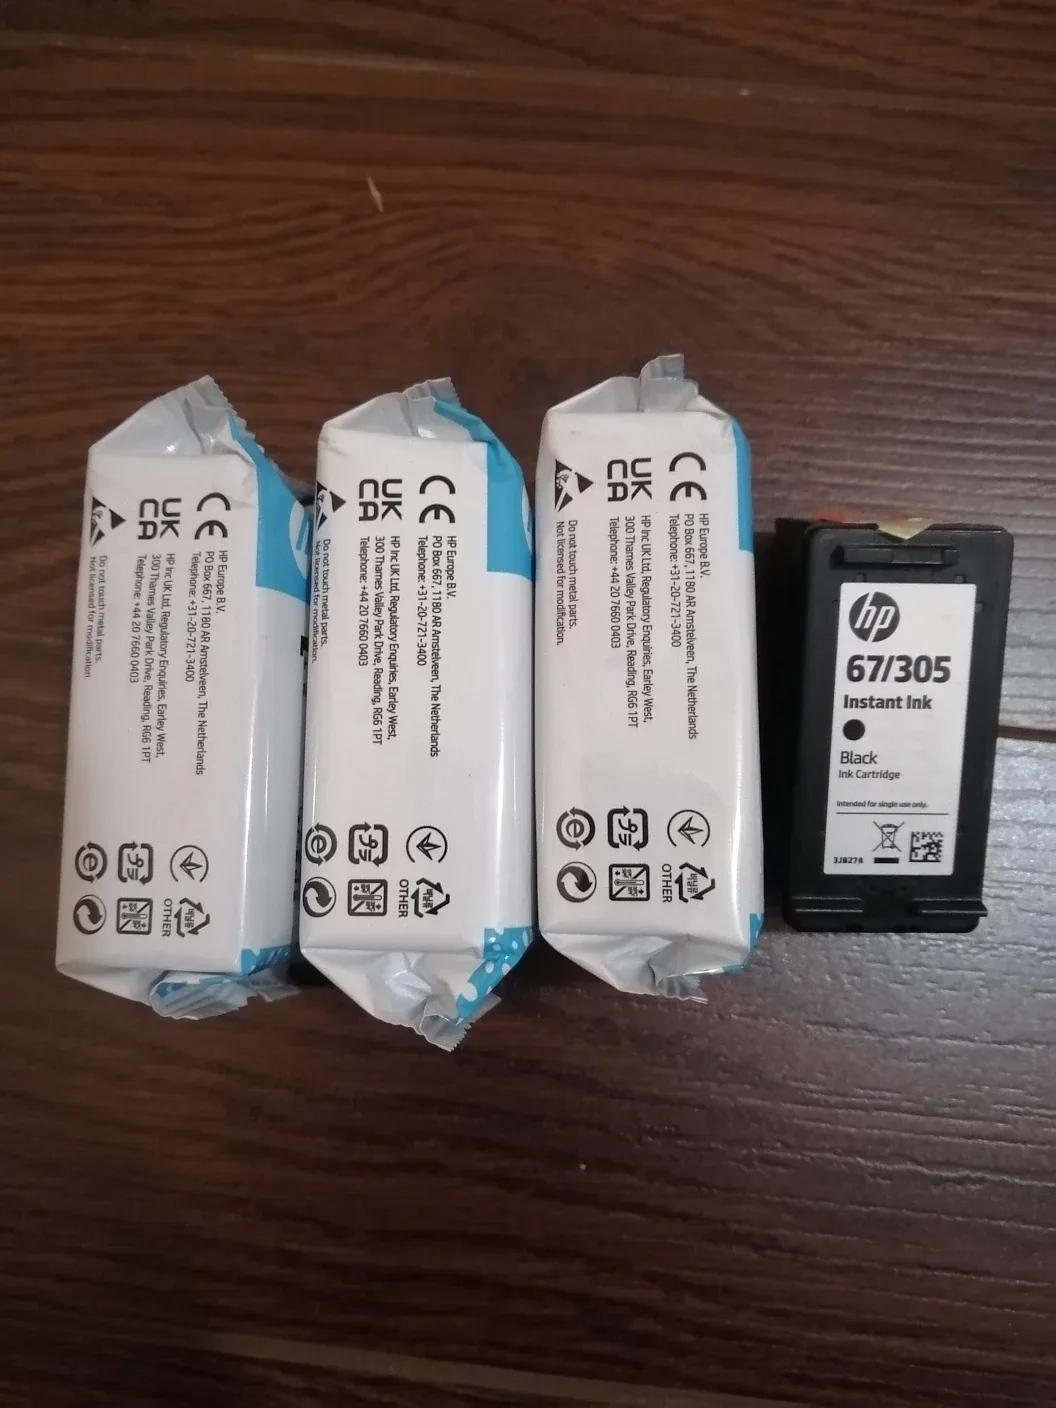 CE
UK
CA
HP Europe B.V.
PO Box 667, 1180 AR Amstelveen, The Netherlands
Telephone: +31-20-721-3400
HP Inc UK Ltd, Regulatory Enquiries, Earley West,
300 Thames Valley Park Drive, Reading, RG6 1PT
Telephone: +44 20 7660 0403
Do not touch metal parts.
Not licensed for modification.
OTHER
CE
UK
CA
HP Europe B.V.
PO Box 667, 1180 AR Amstelveen, The Netherlands
Telephone: +31-20-721-3400
HP Inc UK Ltd, Regulatory Enquiries, Earley West,
300 Thames Valley Park Drive, Reading, RG6 1PT
Telephone: +44 20 7660 0403
Do not touch metal parts.
Not licensed for modification.
OTHER
CE
UK
CA
HP Europe B.V.
PO Box 667, 1180 AR Amstelveen, The Netherlands
Telephone: +31-20-721-3400
HP Inc UK Ltd, Regulatory Enquiries, Earley West,
300 Thames Valley Park Drive, Reading, RG6 1PT
Telephone: +44 20 7660 0403
Do not touch metal parts.
Not licensed for modification.
OTHER
hp
67/305
Instant Ink
Black
Ink Cartridge
Intended for single use only.
3JB27A